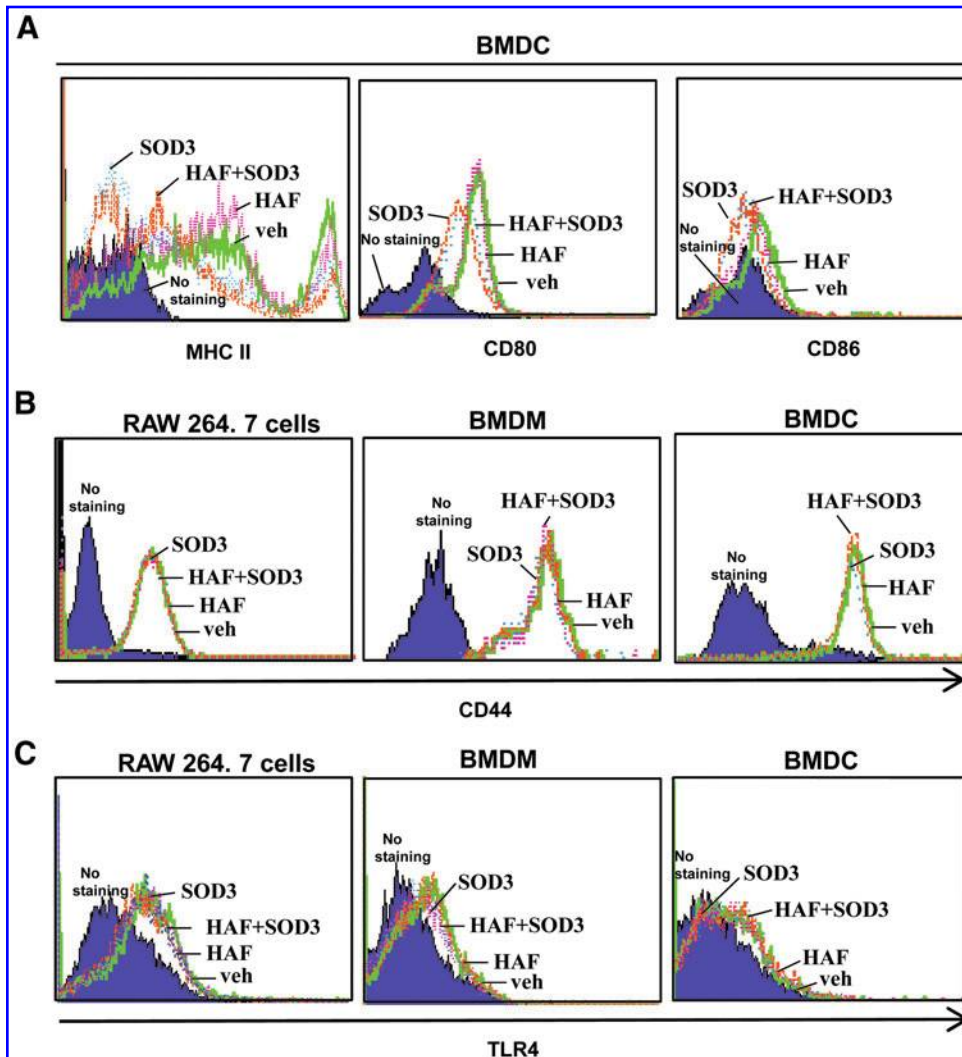 A
BMDC
SOD3
HAF+SOD3
HAF
veh
No
staining
MHC II
SOD3
No staining
HAF+SOD3
HAF
veh
CD80
SOD3
HAF+SOD3
No
staining
HAF
veh
CD86
B
RAW 264. 7 cells
No
staining
SOD3
HAF+SOD3
HAF
veh
BMDM
No
staining
HAF+SOD3
SOD3
HAF
veh
BMDC
No
staining
HAF+SOD3
SOD3
HAF
veh
CD44
C
RAW 264. 7 cells
No
staining
SOD3
HAF+SOD3
HAF
veh
BMDM
No
staining
SOD3
HAF+SOD3
HAF
veh
BMDC
No
staining
SOD3
HAF+SOD3
HAF
veh
TLR4